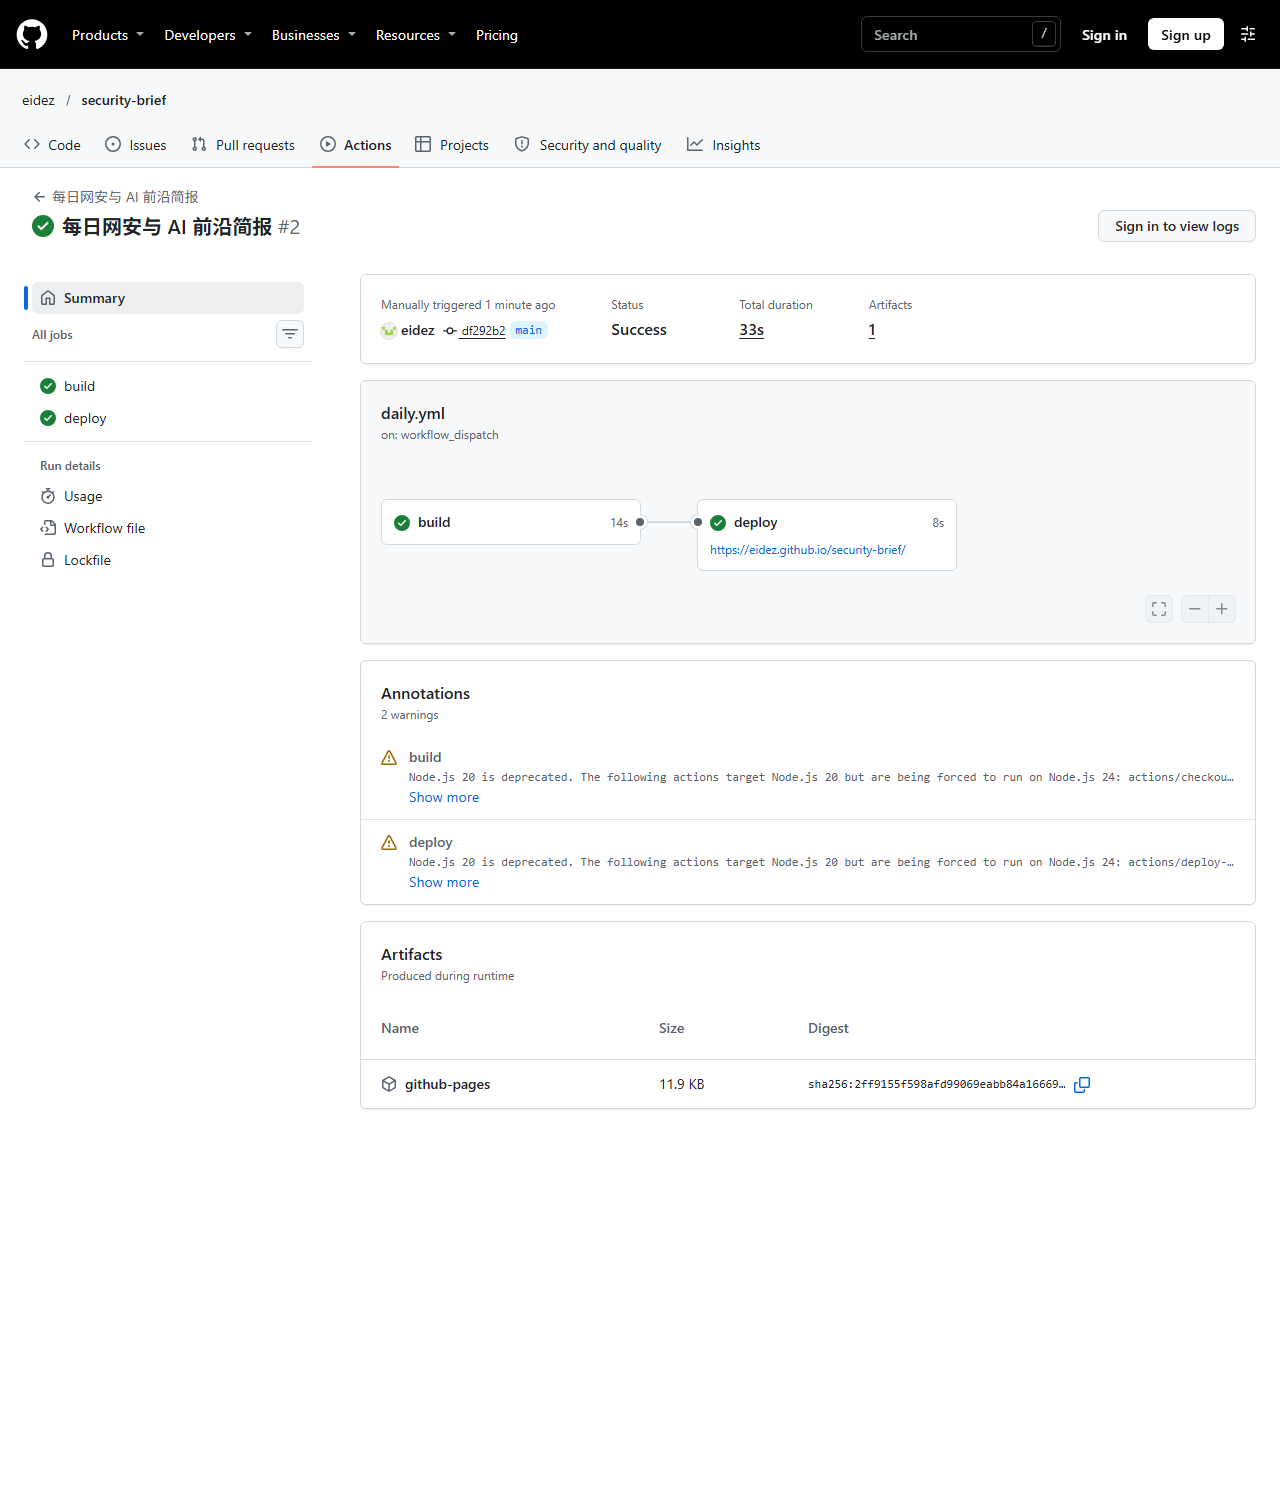 Products Developers Businesses Resources Pricing Search / Sign in Sign up
eidez / security-brief
Code Issues Pull requests Actions Projects Security and quality Insights
每日网安与 AI 前沿简报
每日网安与 AI 前沿简报 #2
Sign in to view logs
Summary
All jobs
build
deploy
Run details
Usage
Workflow file
Lockfile
Manually triggered 1 minute ago Status Total duration Artifacts
eidez df292b2 main Success 33s 1
daily.yml
on: workflow_dispatch
build 14s deploy 8s
https://eidez.github.io/security-brief/
Annotations
2 warnings
build
Node.js 20 is deprecated. The following actions target Node.js 20 but are being forced to run on Node.js 24: actions/checkou…
Show more
deploy
Node.js 20 is deprecated. The following actions target Node.js 20 but are being forced to run on Node.js 24: actions/deploy-…
Show more
Artifacts
Produced during runtime
Name Size Digest
github-pages 11.9 KB sha256:2ff9155f598afd99069eabb84a16669…